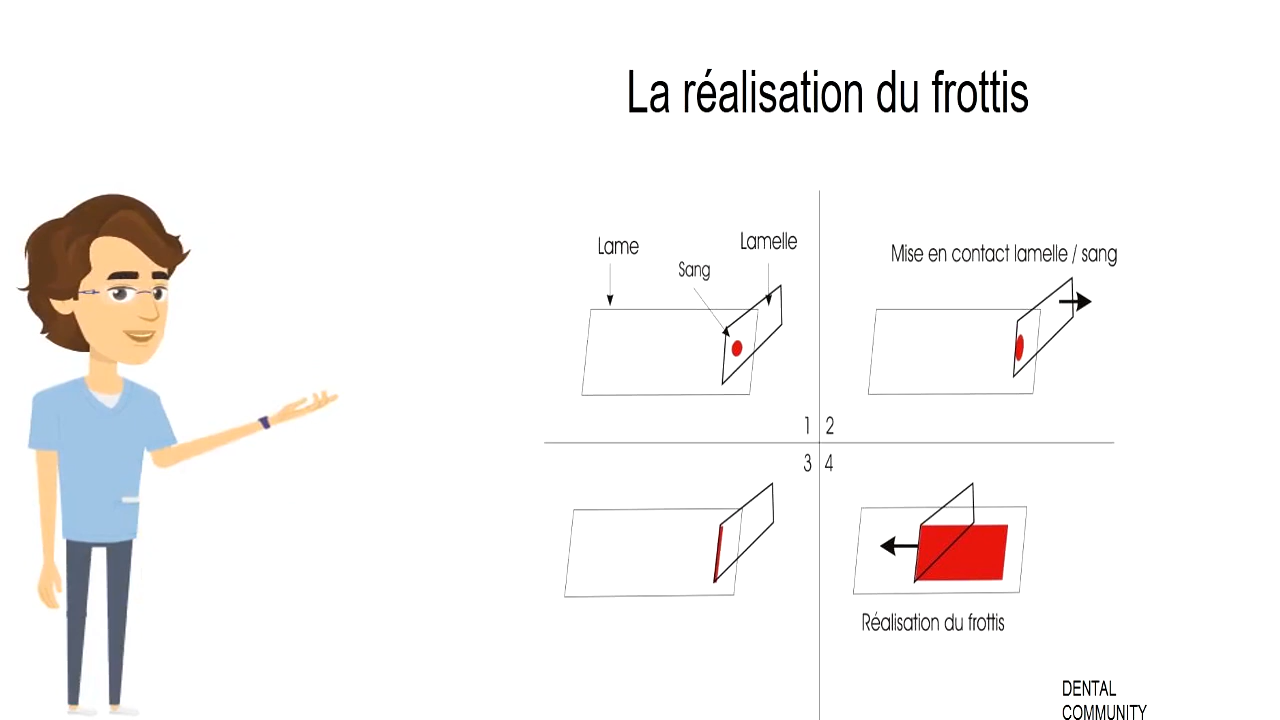 La réalisation du frottis
Lame
Sang
Lamelle
Mise en contact lamelle / sang
1
2
3
4
Réalisation du frottis
DENTAL
COMMUNITY